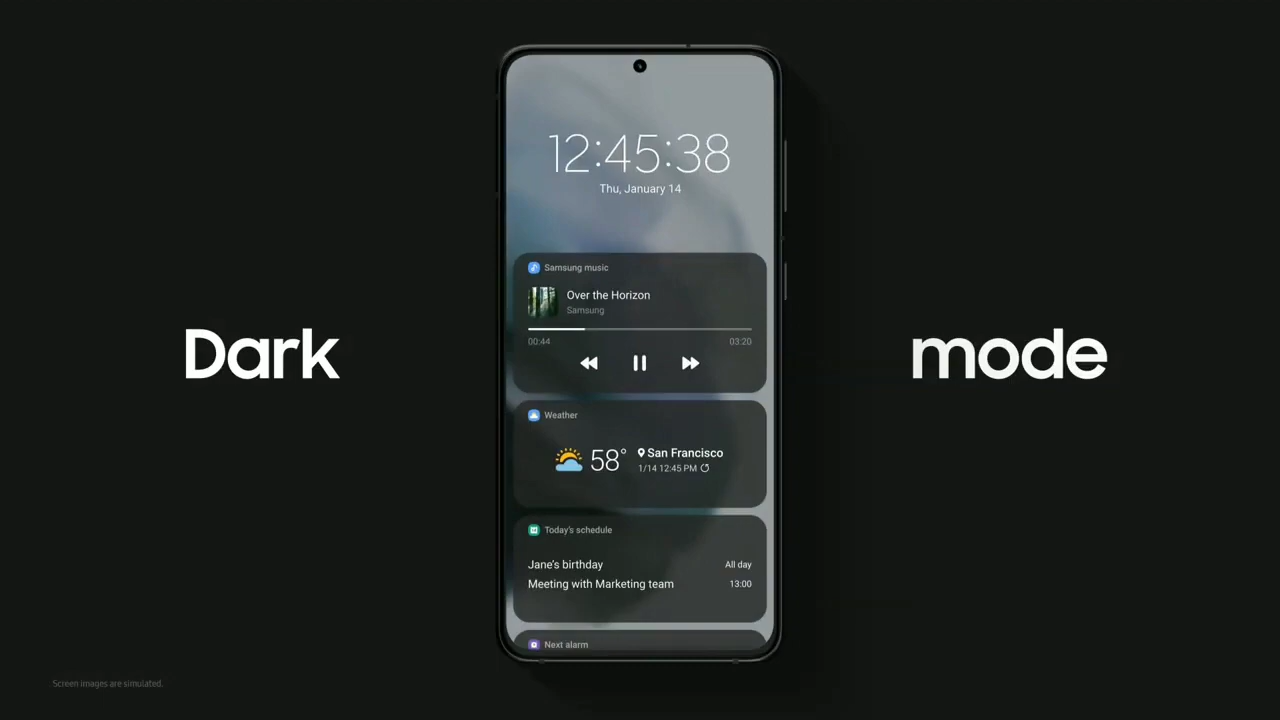 Dark
mode
12:45:38
Thu, January 14
Samsung music
Over the Horizon
Samsung
00:44 03:20
Weather
58° San Francisco
1/14 12:45 PM
Today's schedule
Jane's birthday All day
Meeting with Marketing team 13:00
Next alarm
Screen images are simulated.